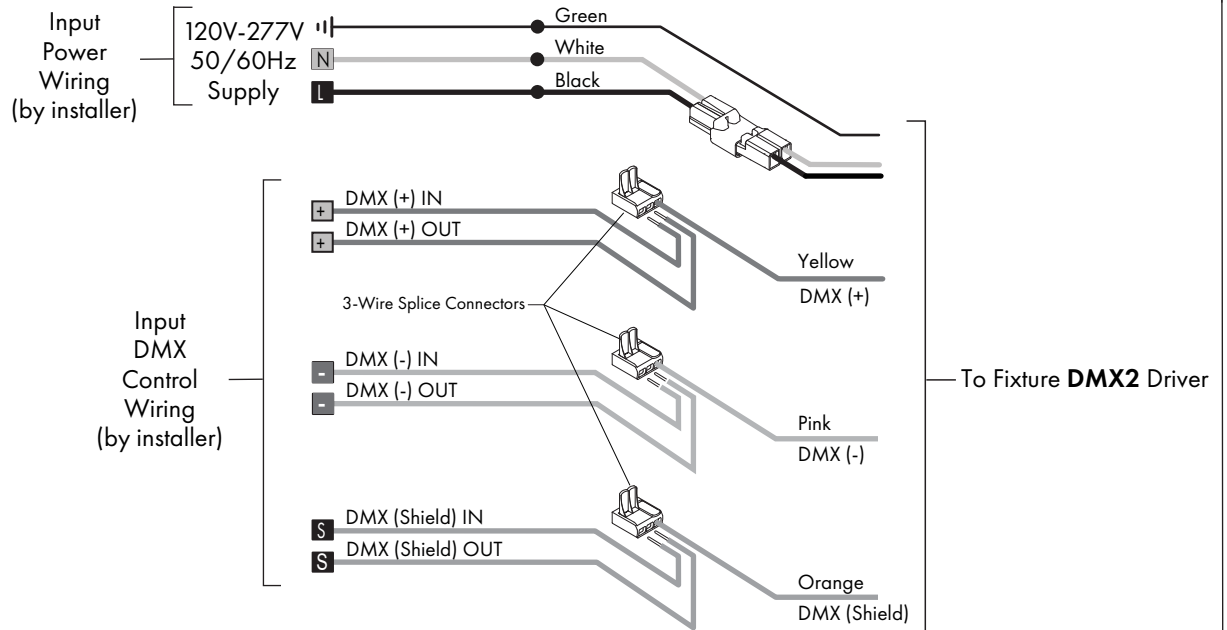 Input
Power
Wiring
(by installer)
120V-277V
50/60Hz
Supply
N
L
Green
White
Black
+ DMX (+) IN
+ DMX (+) OUT
Yellow
DMX (+)
3-Wire Splice Connectors
Input
DMX
Control
Wiring
(by installer)
- DMX (-) IN
- DMX (-) OUT
Pink
DMX (-)
To Fixture DMX2 Driver
S DMX (Shield) IN
S DMX (Shield) OUT
Orange
DMX (Shield)